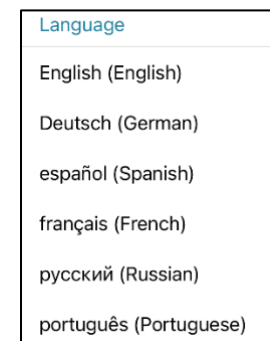 Language
English (English)
Deutsch (German)
español (Spanish)
français (French)
русский (Russian)
português (Portuguese)